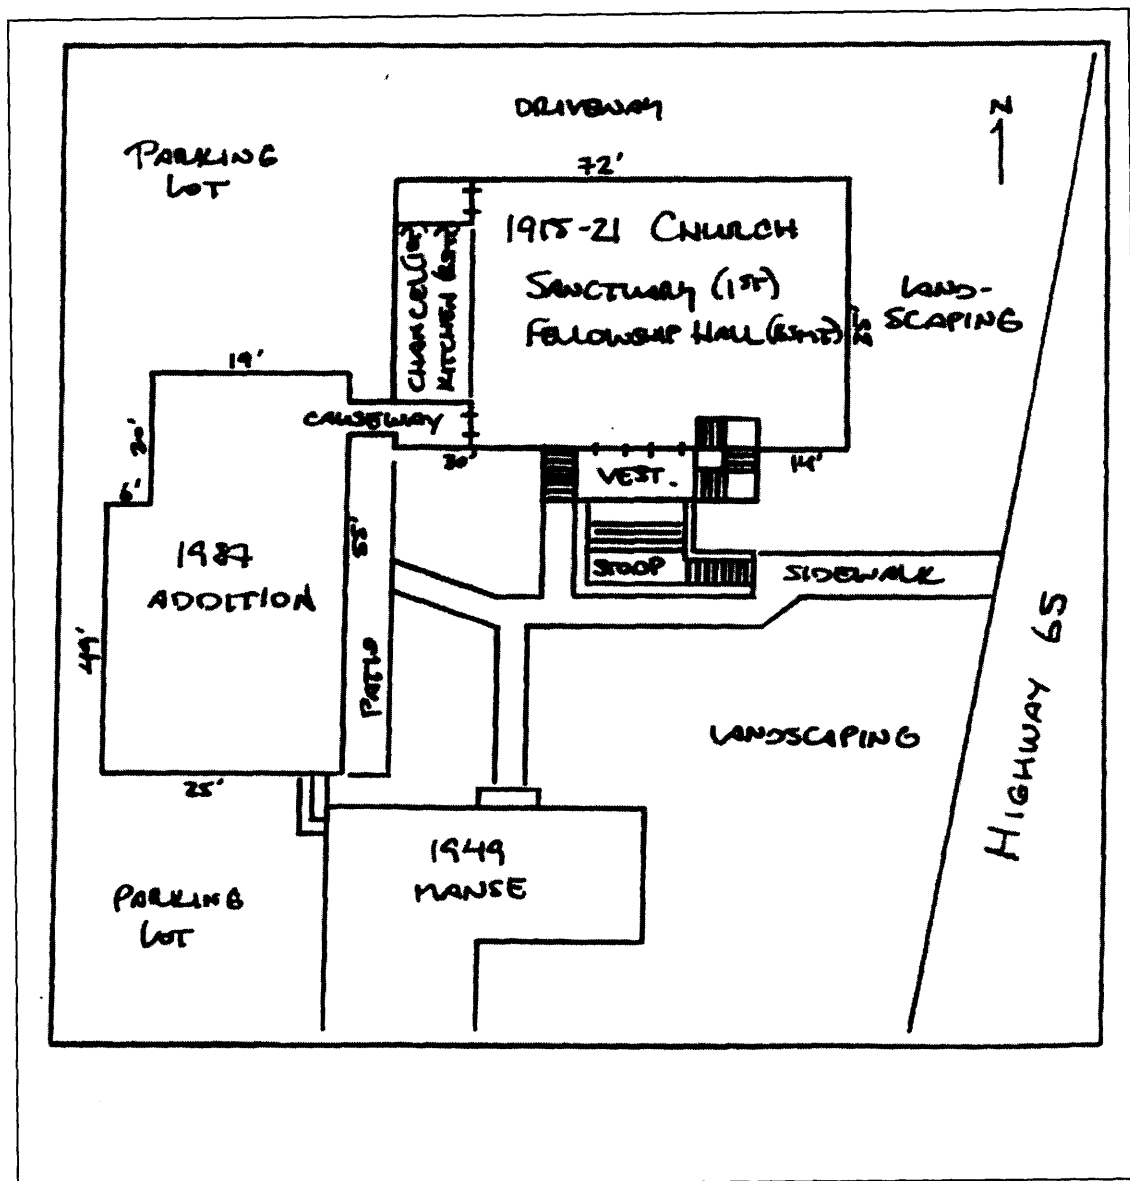 DRIVEWAY
N
PARKING
LOT
72'
1915-21 CHURCH
SANCTUARY (1ST)
FELLOWSHIP HALL (BSMT)
CHANCEL (1ST)
KITCHEN (BSMT)
LAND-
SCAPING
19'
CAUSEWAY
20'
30'
14'
VEST.
6'
55'
1987
ADDITION
STOOP
SIDEWALK
HIGHWAY 65
49'
PATIO
LANDSCAPING
25'
1949
MANSE
PARKING
LOT